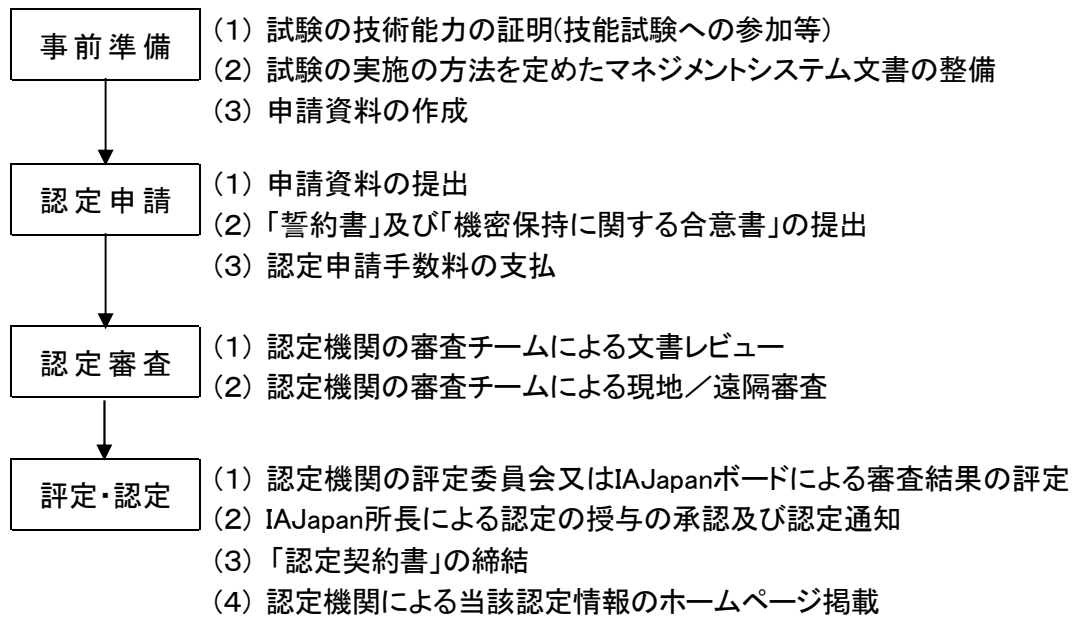 事前準備
(1) 試験の技術能力の証明(技能試験への参加等)
(2) 試験の実施の方法を定めたマネジメントシステム文書の整備
(3) 申請資料の作成
認定申請
(1) 申請資料の提出
(2) 「誓約書」及び「機密保持に関する合意書」の提出
(3) 認定申請手数料の支払
認定審査
(1) 認定機関の審査チームによる文書レビュー
(2) 認定機関の審査チームによる現地/遠隔審査
評定・認定
(1) 認定機関の評定委員会又はIAJapanボードによる審査結果の評定
(2) IAJapan所長による認定の授与の承認及び認定通知
(3) 「認定契約書」の締結
(4) 認定機関による当該認定情報のホームページ掲載